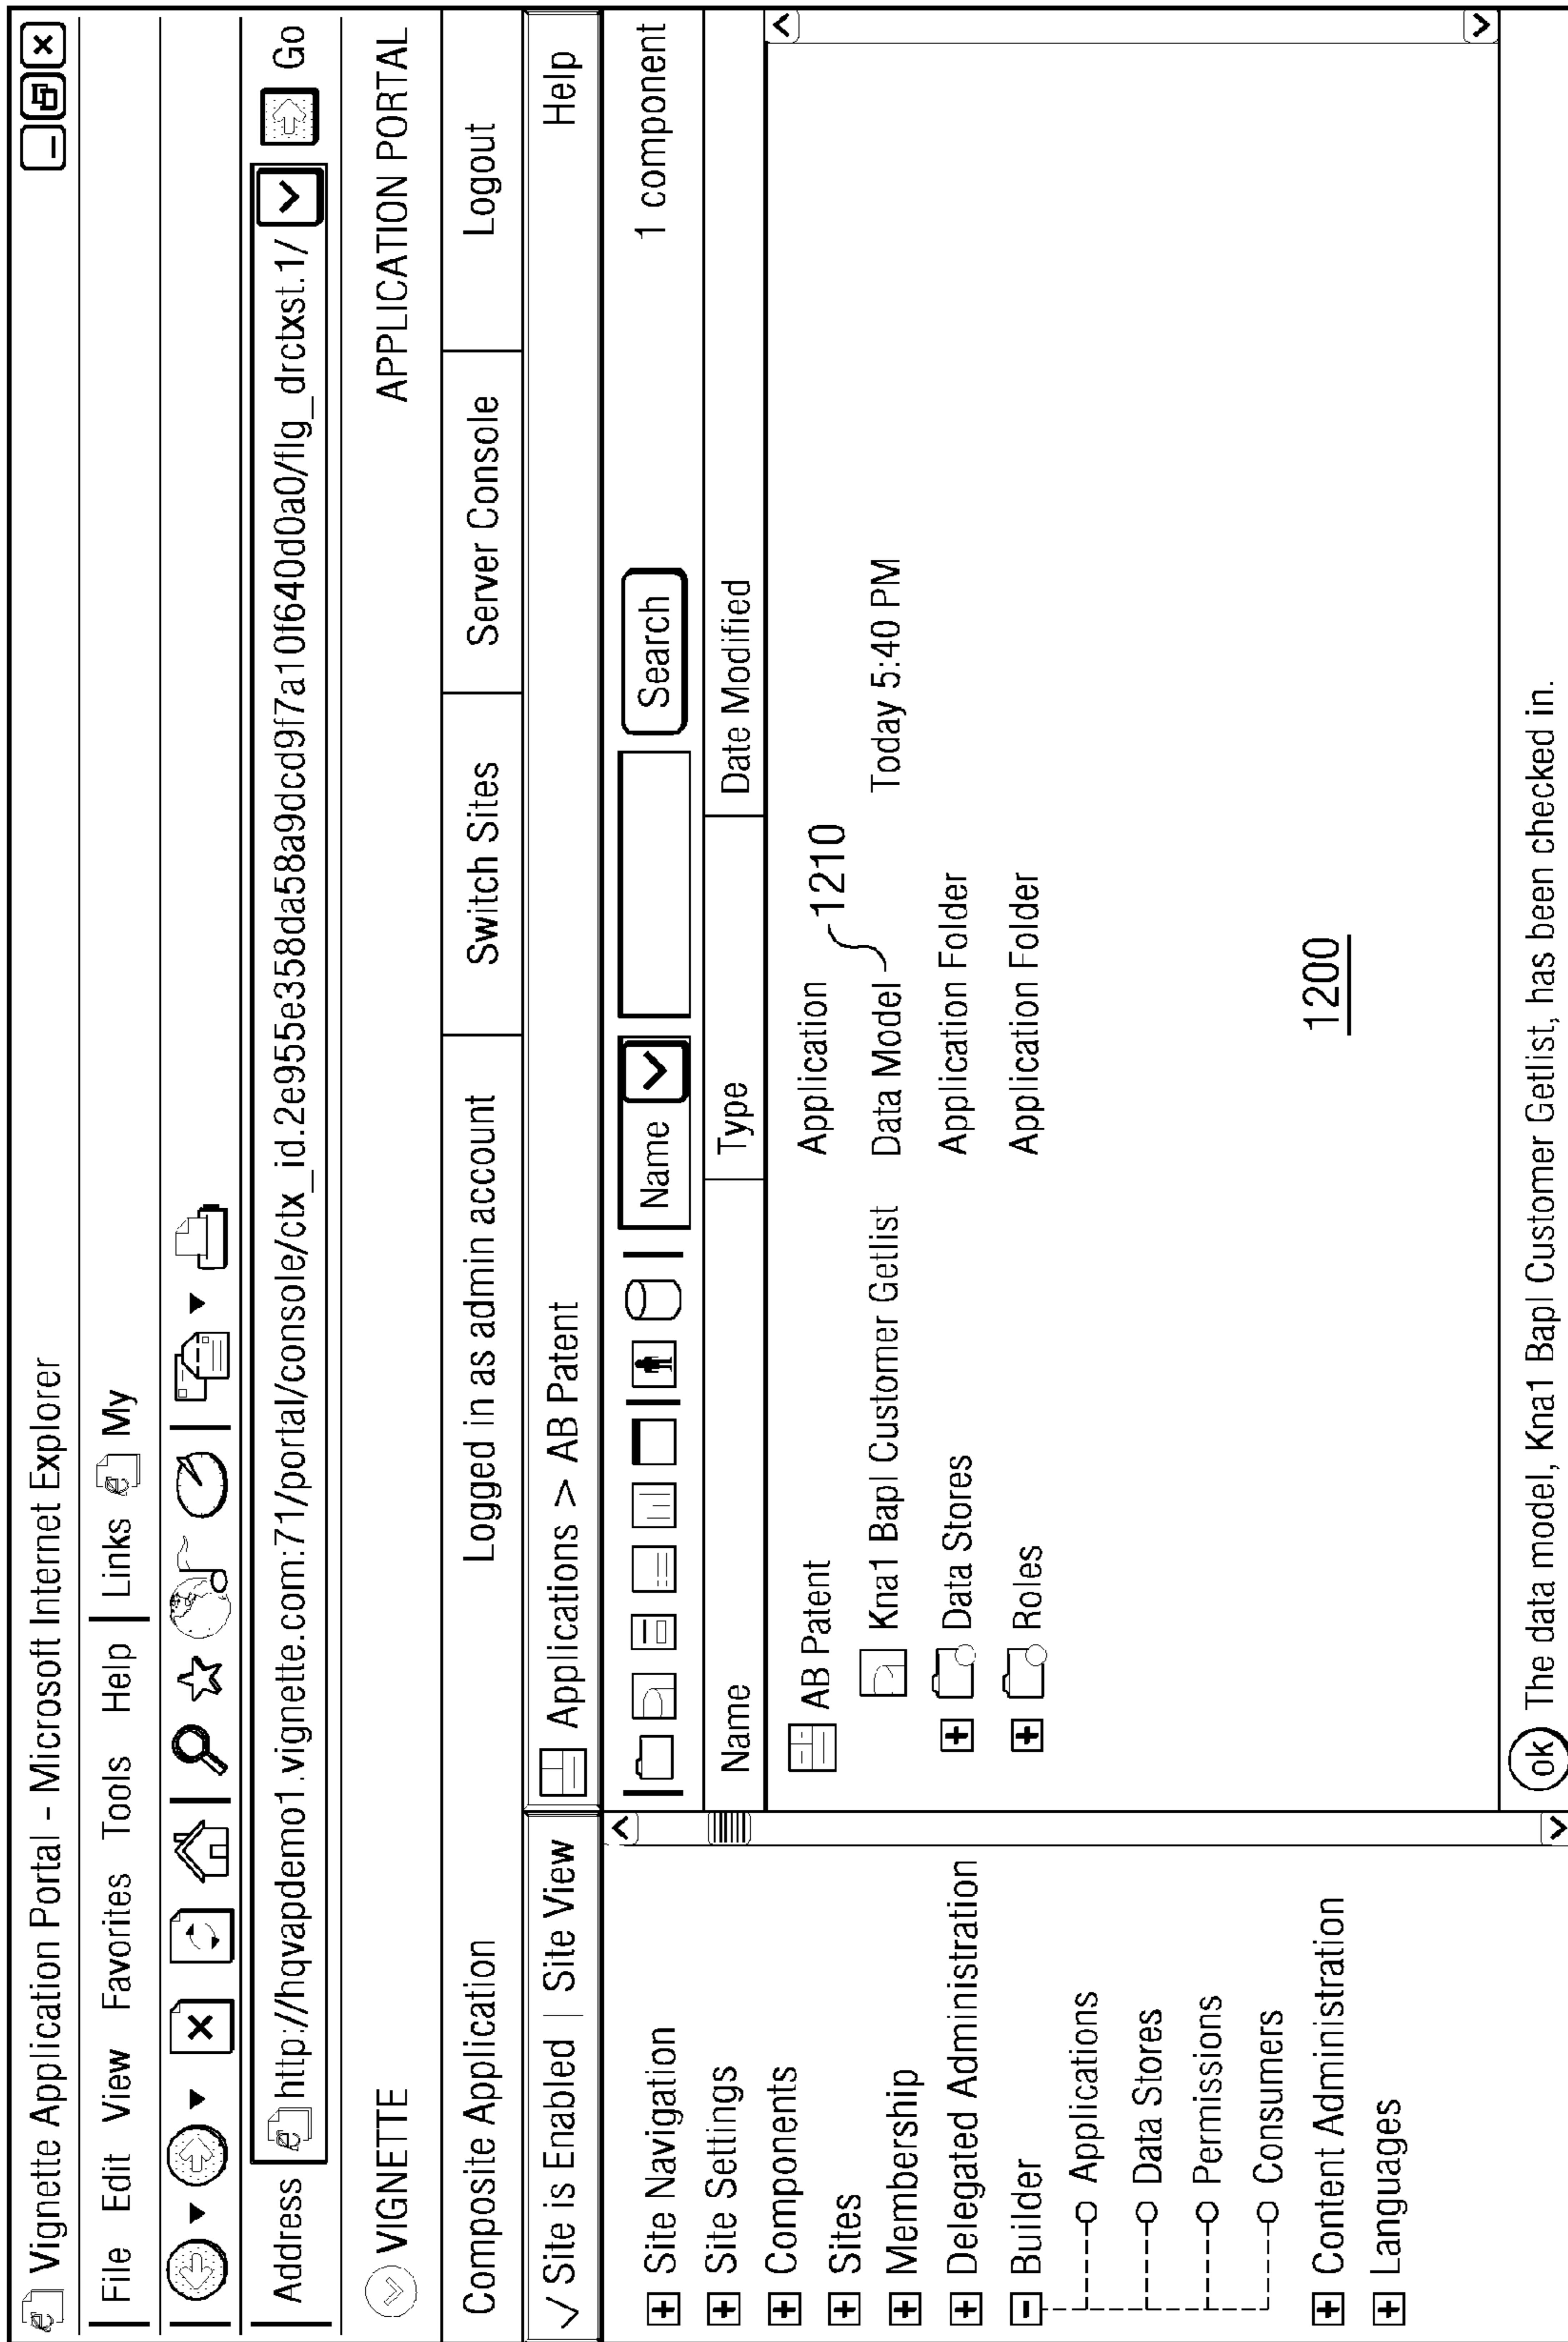 Vignette Application Portal - Microsoft Internet Explorer
File Edit View Favorites Tools Help | Links My
Address http://hqvapdemo1.vignette.com:71/portal/console/ctx_id.2e955e358da58a9dcd9f7a10f640d0a0/flg_drctxst.1/ Go
VIGNETTE APPLICATION PORTAL
Composite Application Logged in as admin account Switch Sites Server Console Logout
Site is Enabled | Site View Applications > AB Patent Help
Name Search 1 component
Name Type Date Modified
Site Navigation
Site Settings
Components
Sites
Membership
Delegated Administration
Builder
Applications
Data Stores
Permissions
Consumers
Content Administration
Languages
AB Patent Application 1210
Kna1 Bapl Customer Getlist Data Model Today 5:40 PM
Data Stores Application Folder
Roles Application Folder
1200
ok The data model, Kna1 Bapl Customer Getlist, has been checked in.